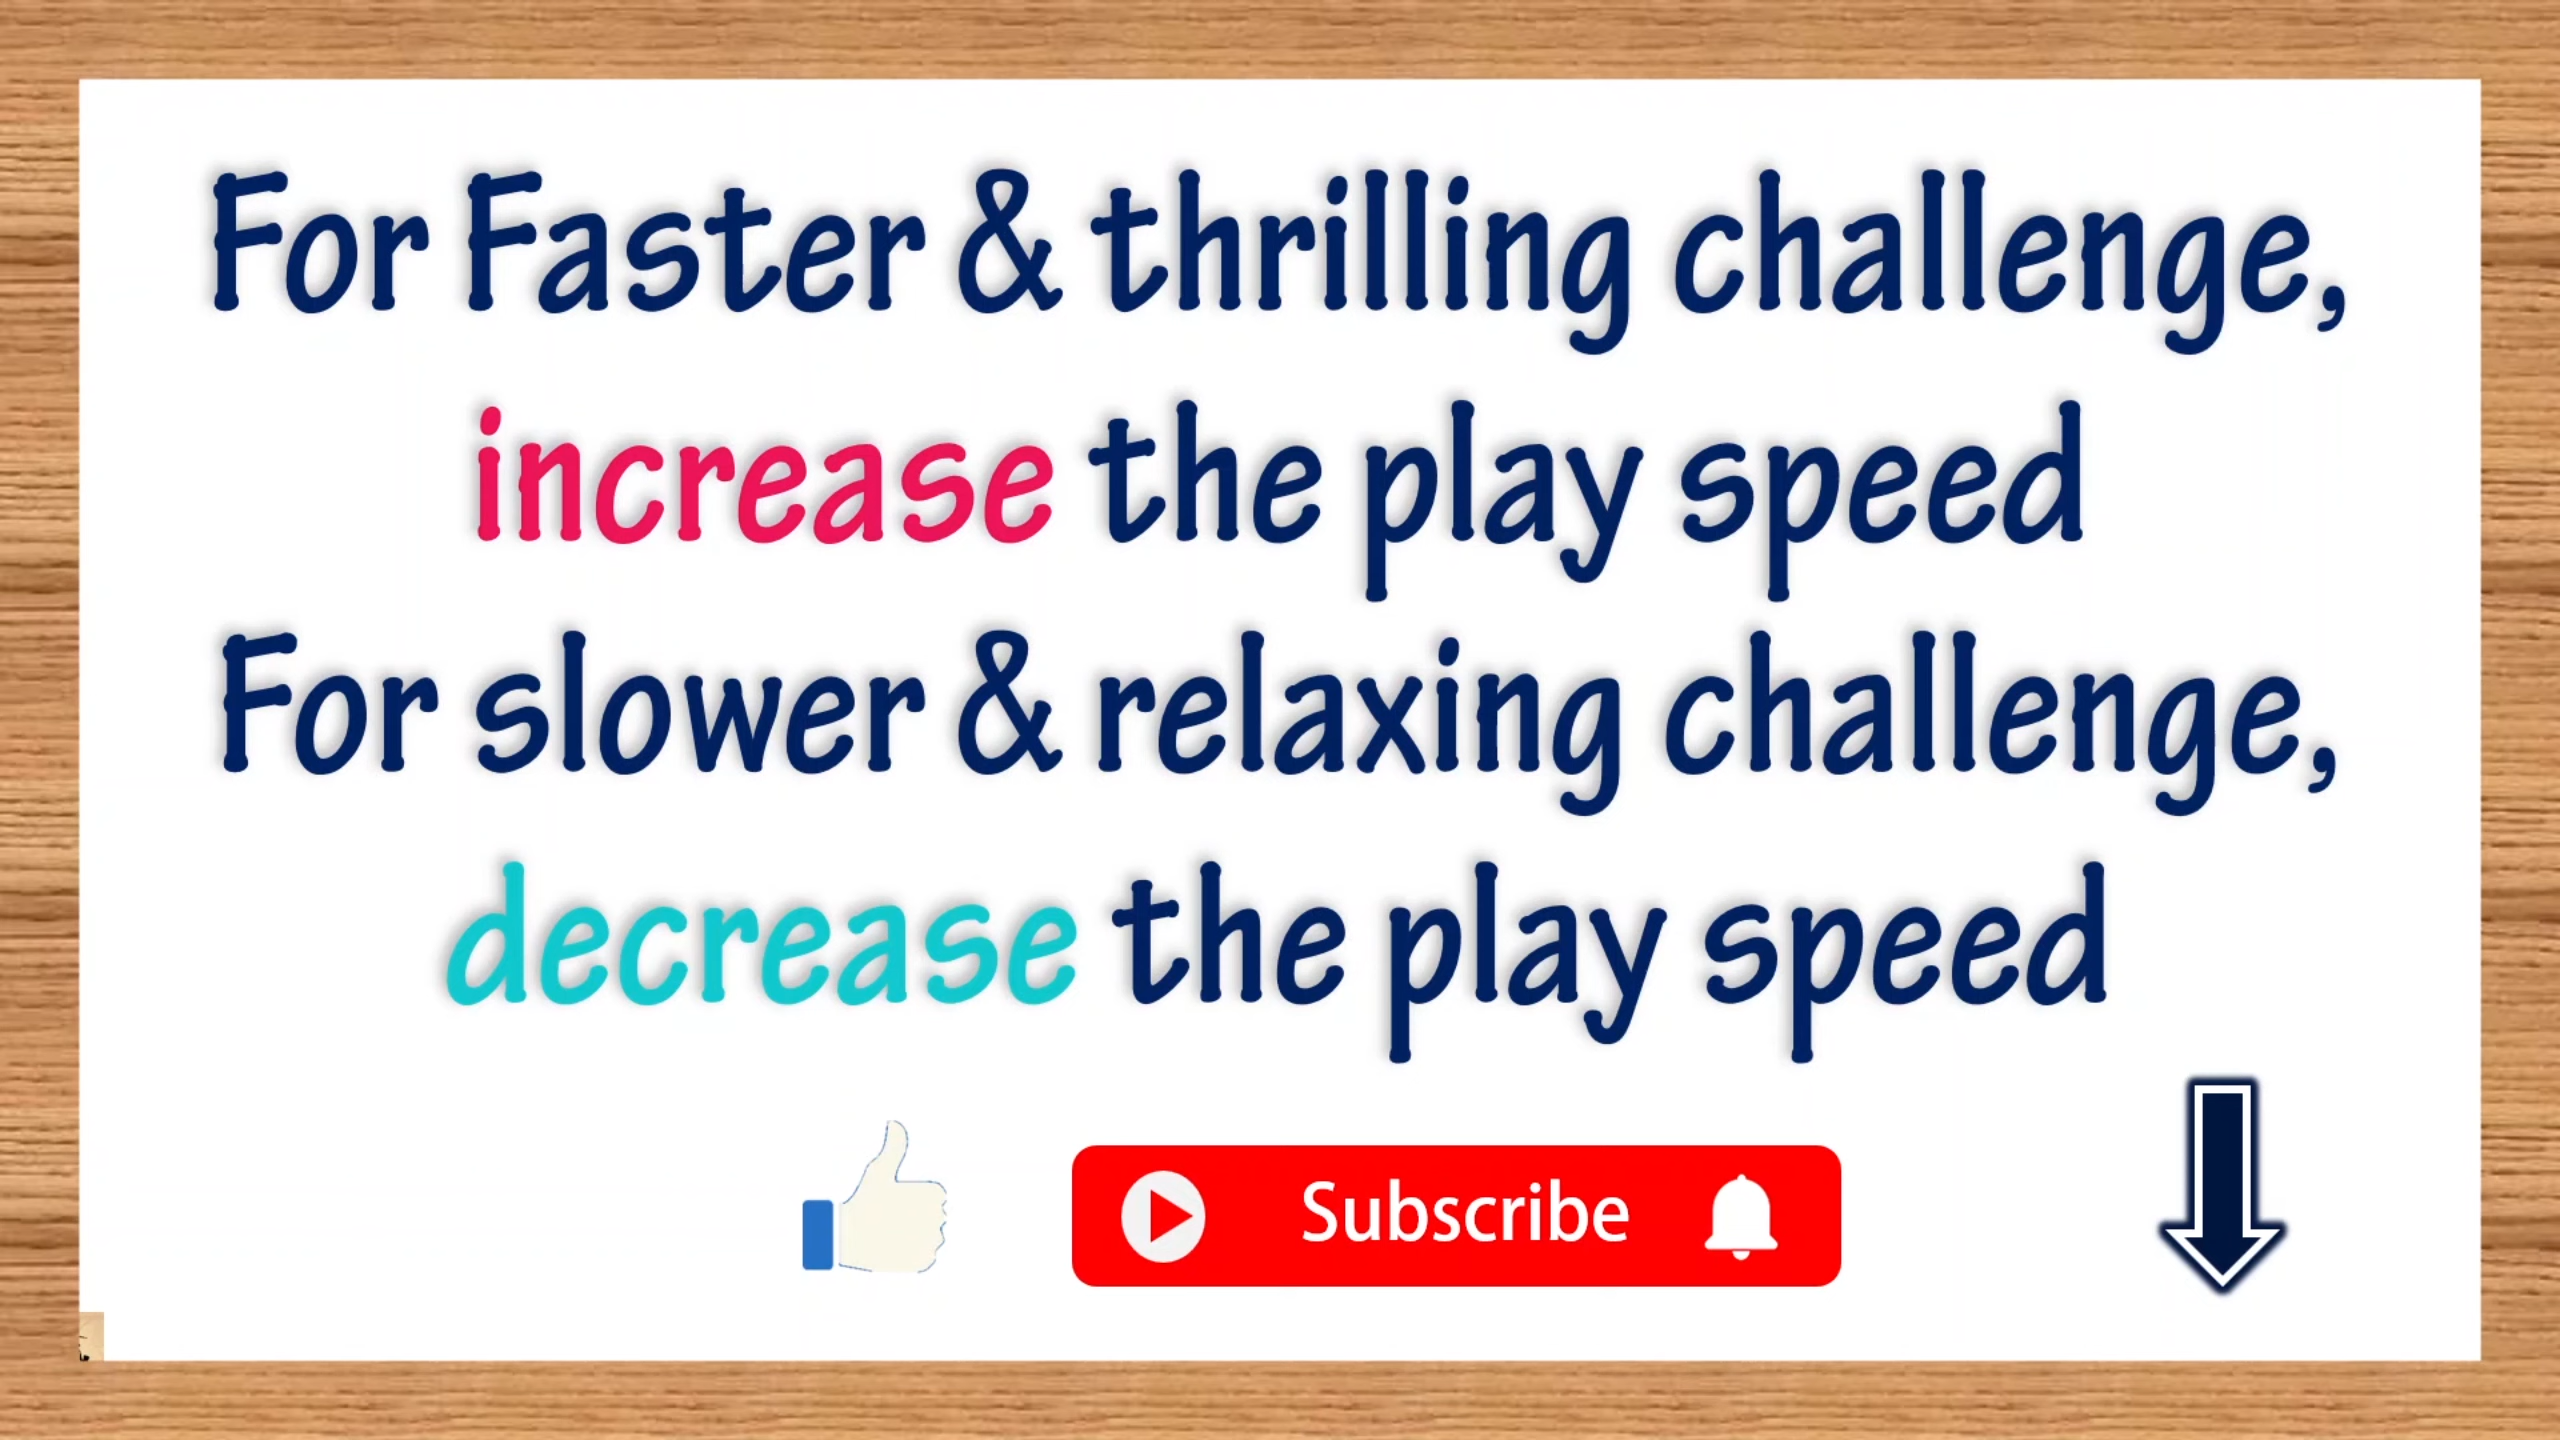 For Faster & thrilling challenge,
increase the play speed
For slower & relaxing challenge,
decrease the play speed
Subscribe